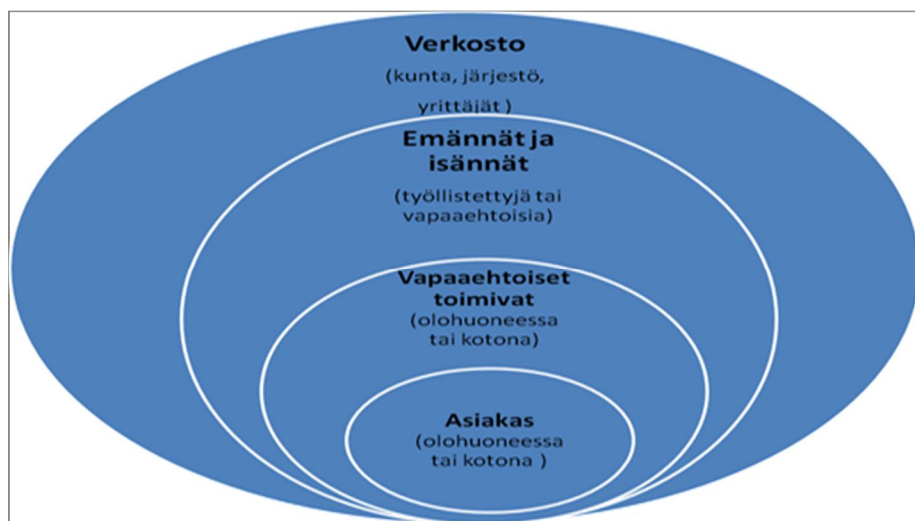 Verkosto
(kunta, järjestö,
yrittäjät )
Emännät ja
isännät
(työllistettyjä tai
vapaaehtoisia)
Vapaaehtoiset
toimivat
(olohuoneessa
tai kotona)
Asiakas
(olohuoneessa
tai kotona )